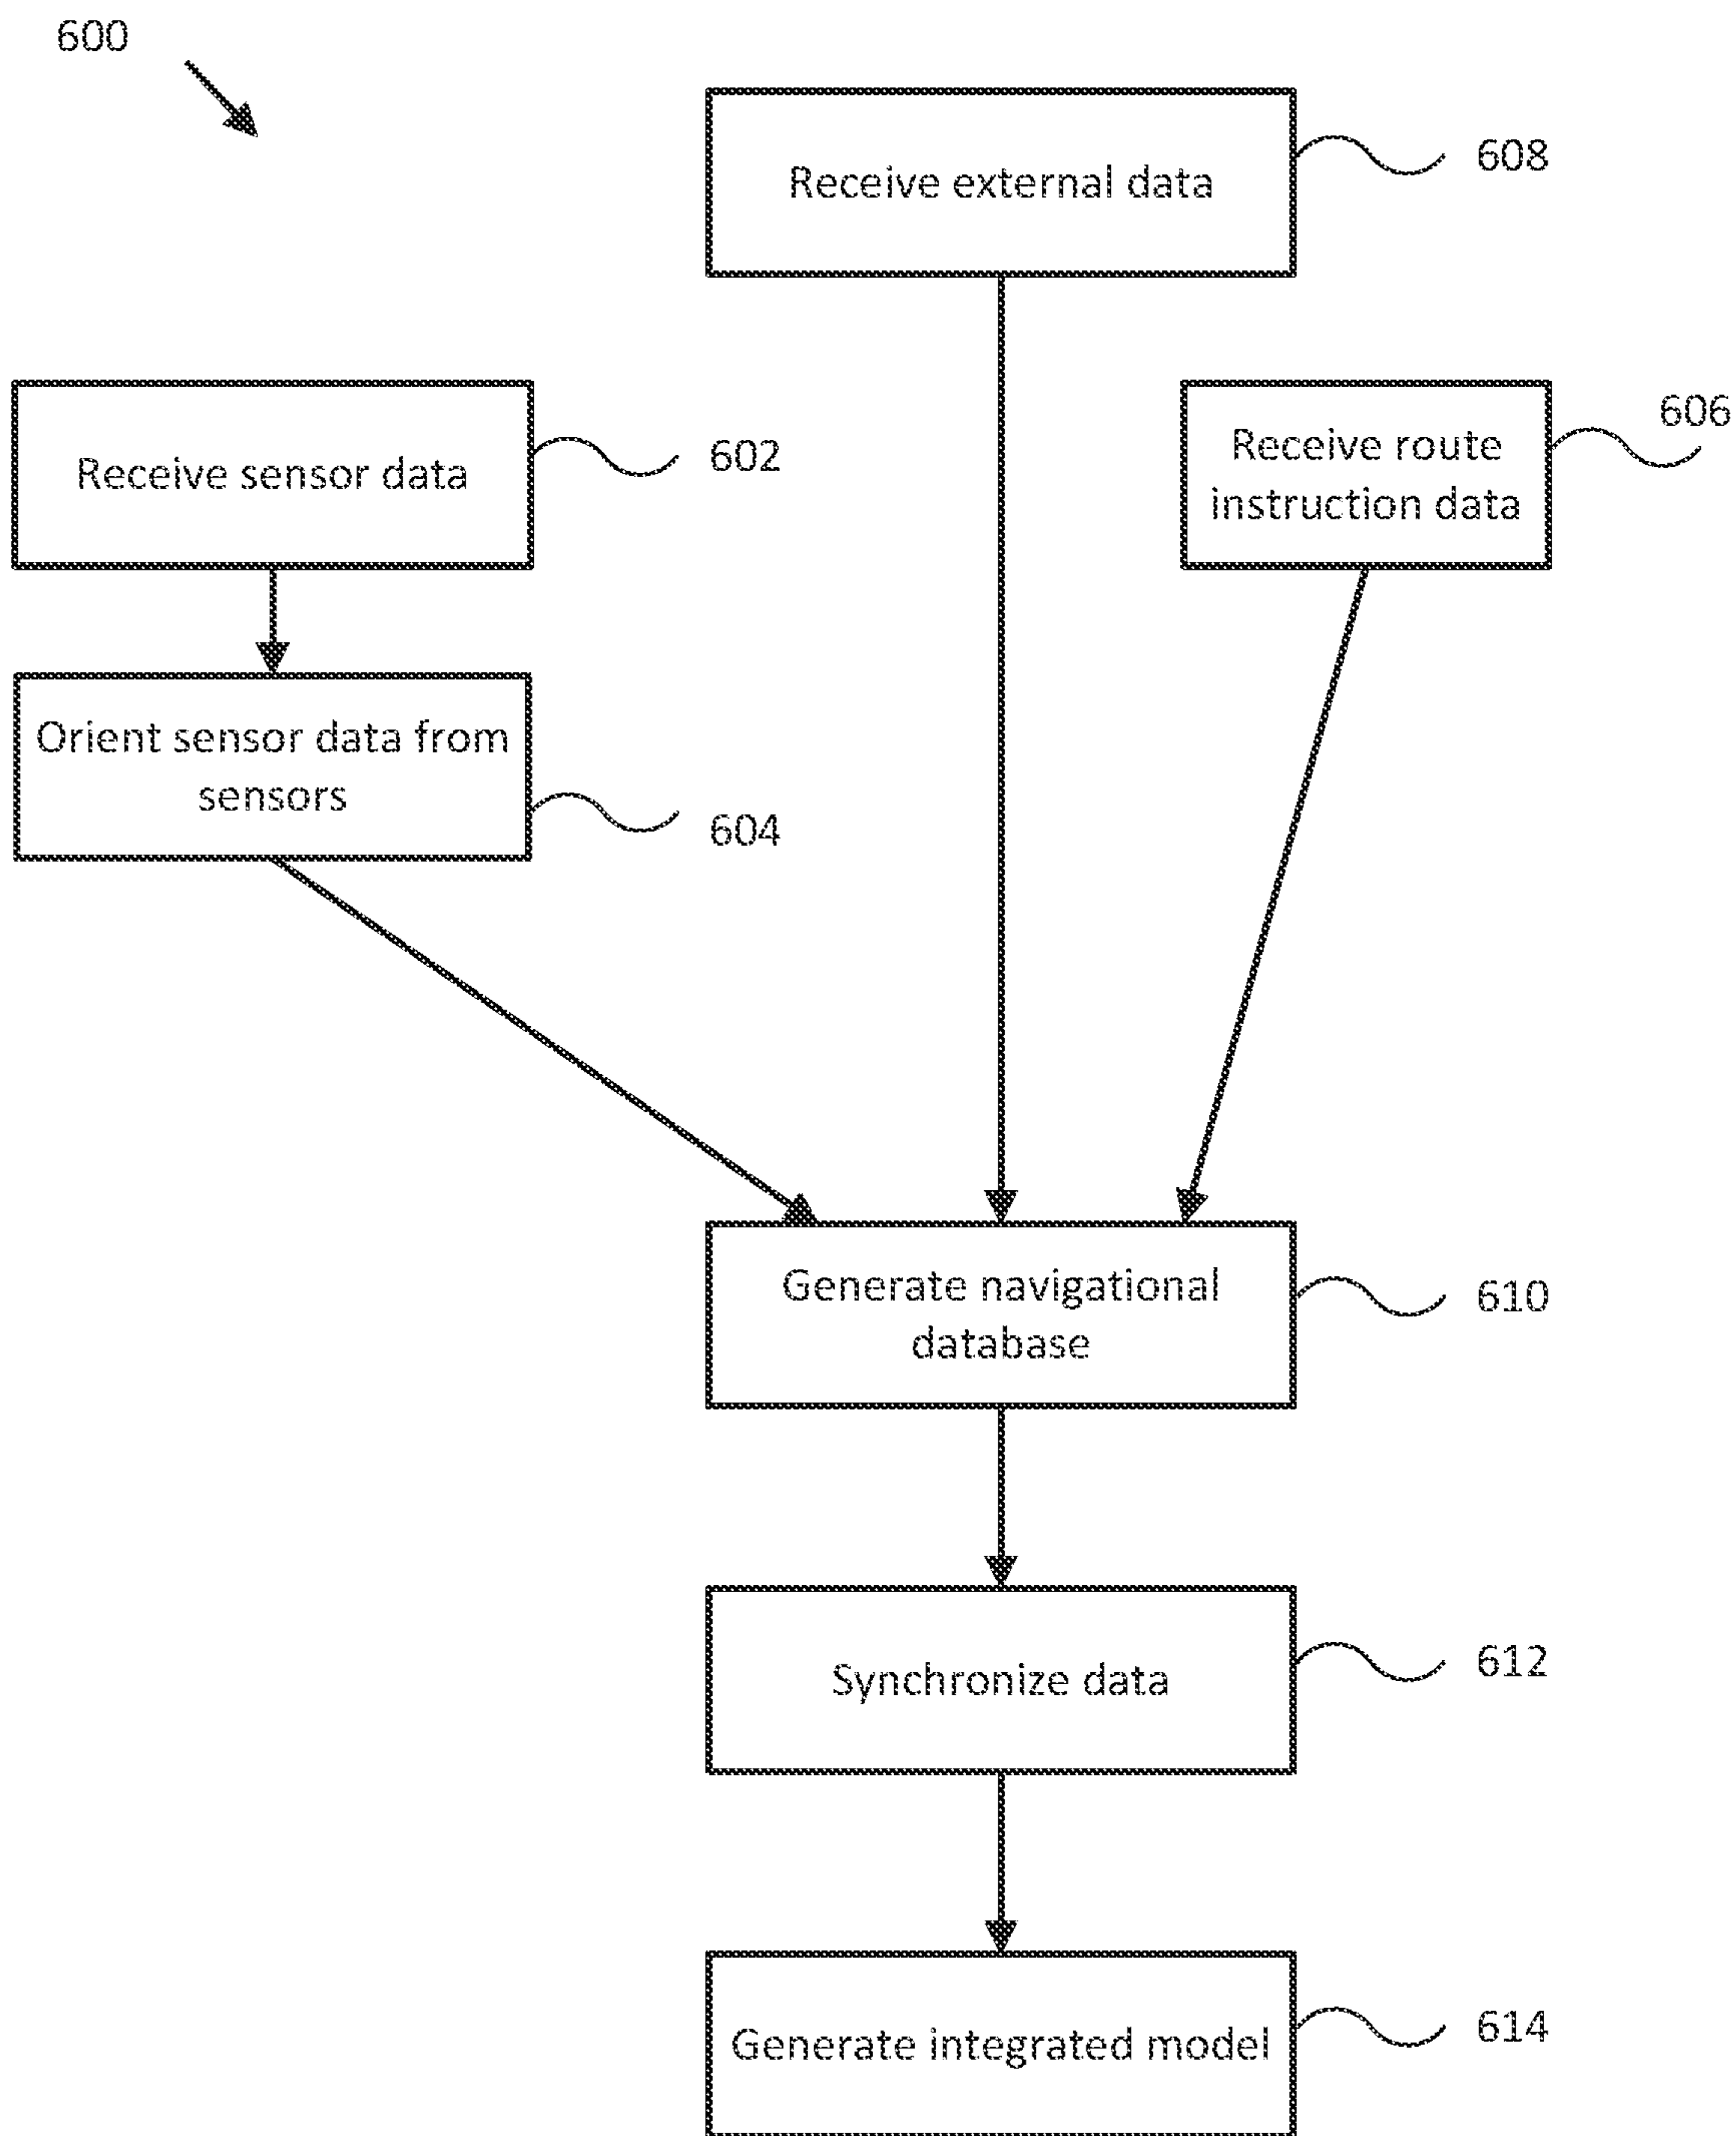 600
Receive external data
608
Receive sensor data
602
Receive route
instruction data
606
Orient sensor data from
sensors
604
Generate navigational
database
610
Synchronize data
612
Generate integrated model
614